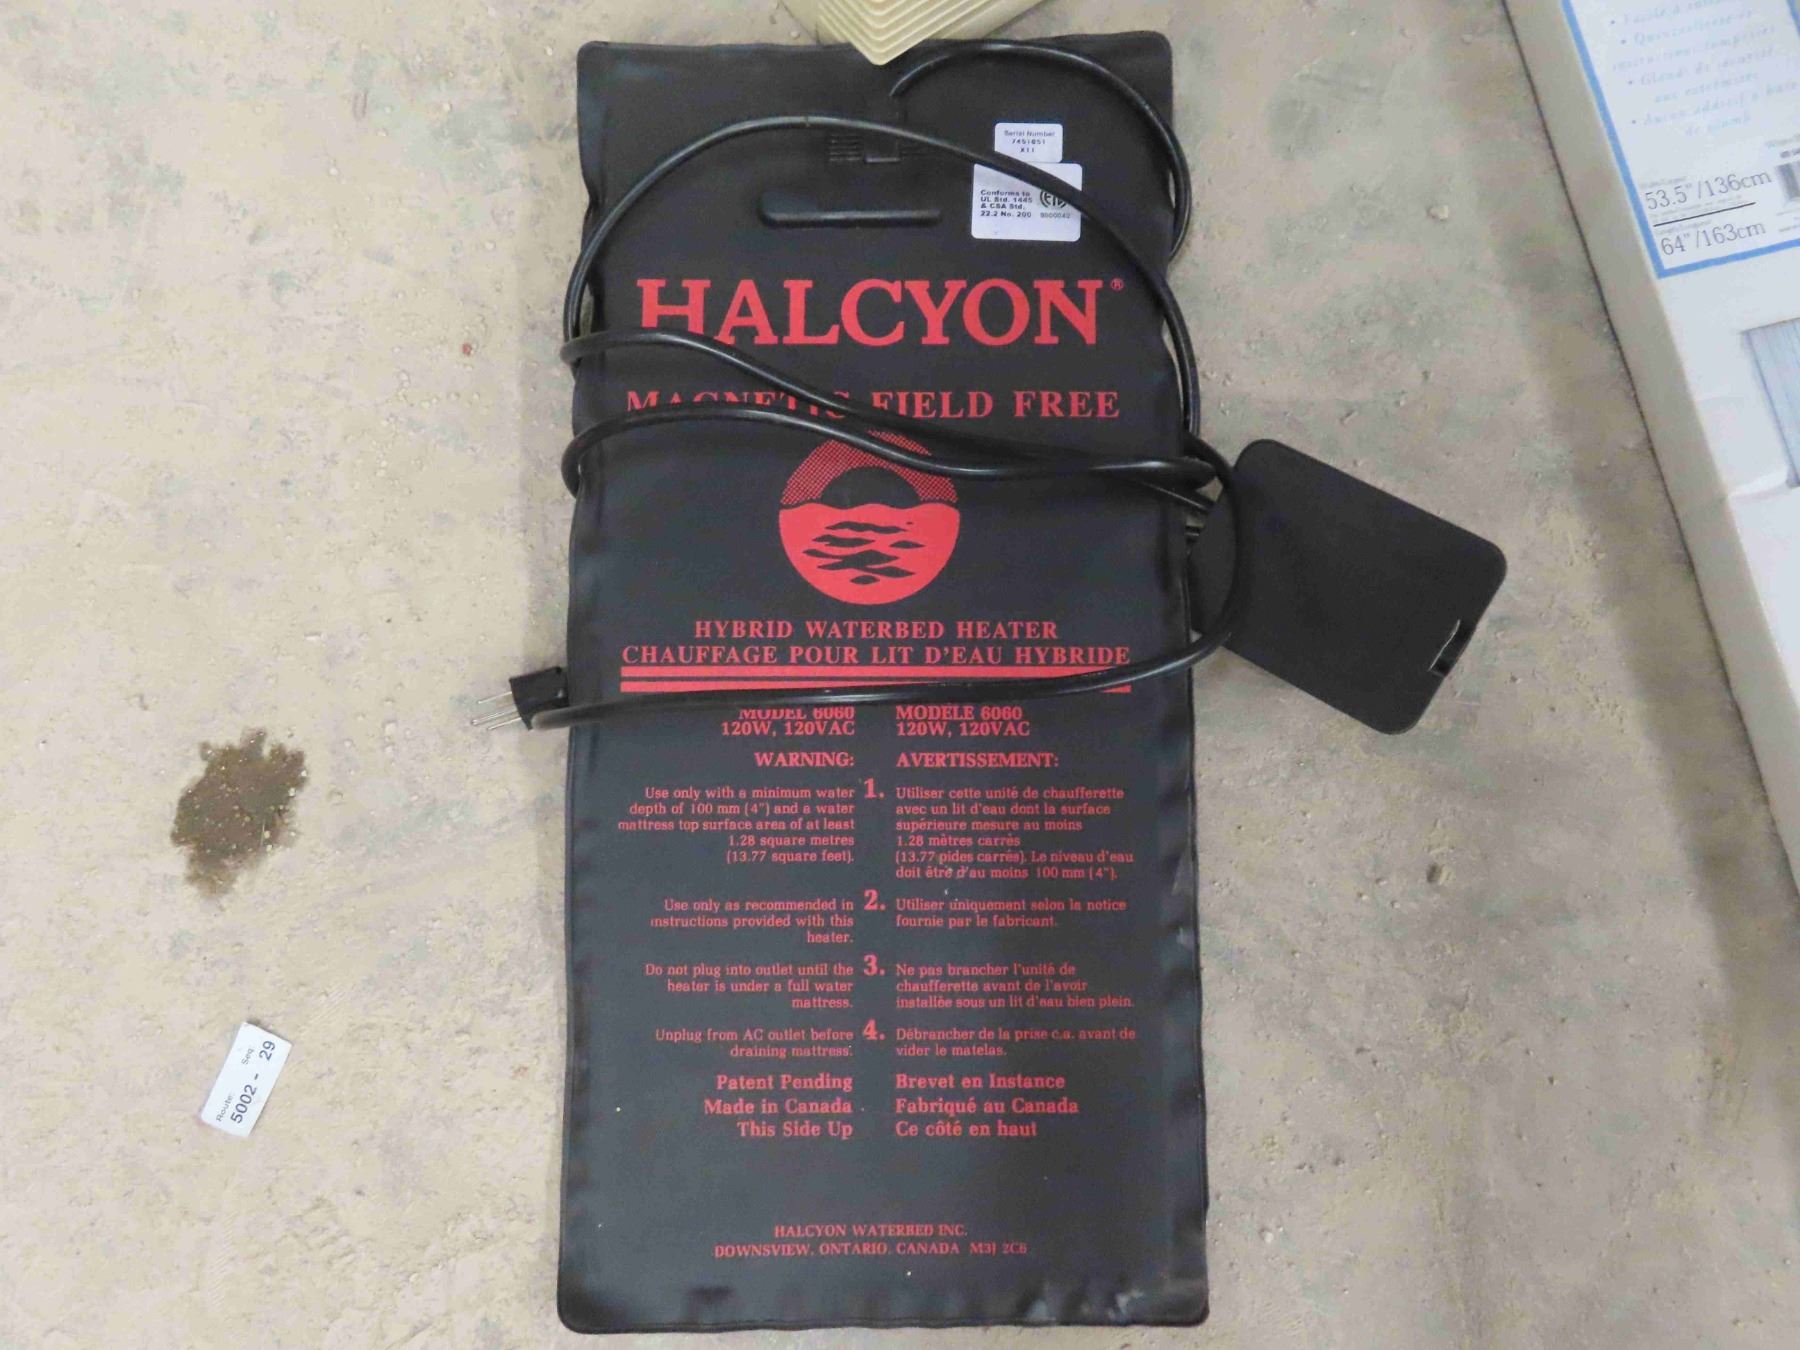 Serial Number
7451651
X11
Conforms to
UL Std. 1445
& CSA Std.
22.2 No. 200
9800042
HALCYON®
MAGNETIC FIELD FREE
HYBRID WATERBED HEATER
CHAUFFAGE POUR LIT D'EAU HYBRIDE
MODEL 6060
120W, 120VAC
WARNING:
1.
Use only with a minimum water
depth of 100 mm (4") and a water
mattress top surface area of at least
1.28 square metres
(13.77 square feet).
2.
Use only as recommended in
instructions provided with this
heater.
3.
Do not plug into outlet until the
heater is under a full water
mattress.
4.
Unplug from AC outlet before
draining mattress.
Patent Pending
Made in Canada
This Side Up
MODÈLE 6060
120W, 120VAC
AVERTISSEMENT:
Utiliser cette unité de chaufferette
avec un lit d'eau dont la surface
supérieure mesure au moins
1.28 mètres carrés
(13.77 pides carrés). Le niveau d'eau
doit être d'au moins 100 mm (4").
Utiliser uniquement selon la notice
fournie par le fabricant.
Ne pas brancher l'unité de
chaufferette avant de l'avoir
installée sous un lit d'eau bien plein.
Débrancher de la prise c.a. avant de
vider le matelas.
Brevet en Instance
Fabriqué au Canada
Ce côté en haut
HALCYON WATERBED INC.
DOWNSVIEW, ONTARIO, CANADA M3J 2C6
Route: Seq:
5002 - 29
53.5"/136cm
64"/163cm